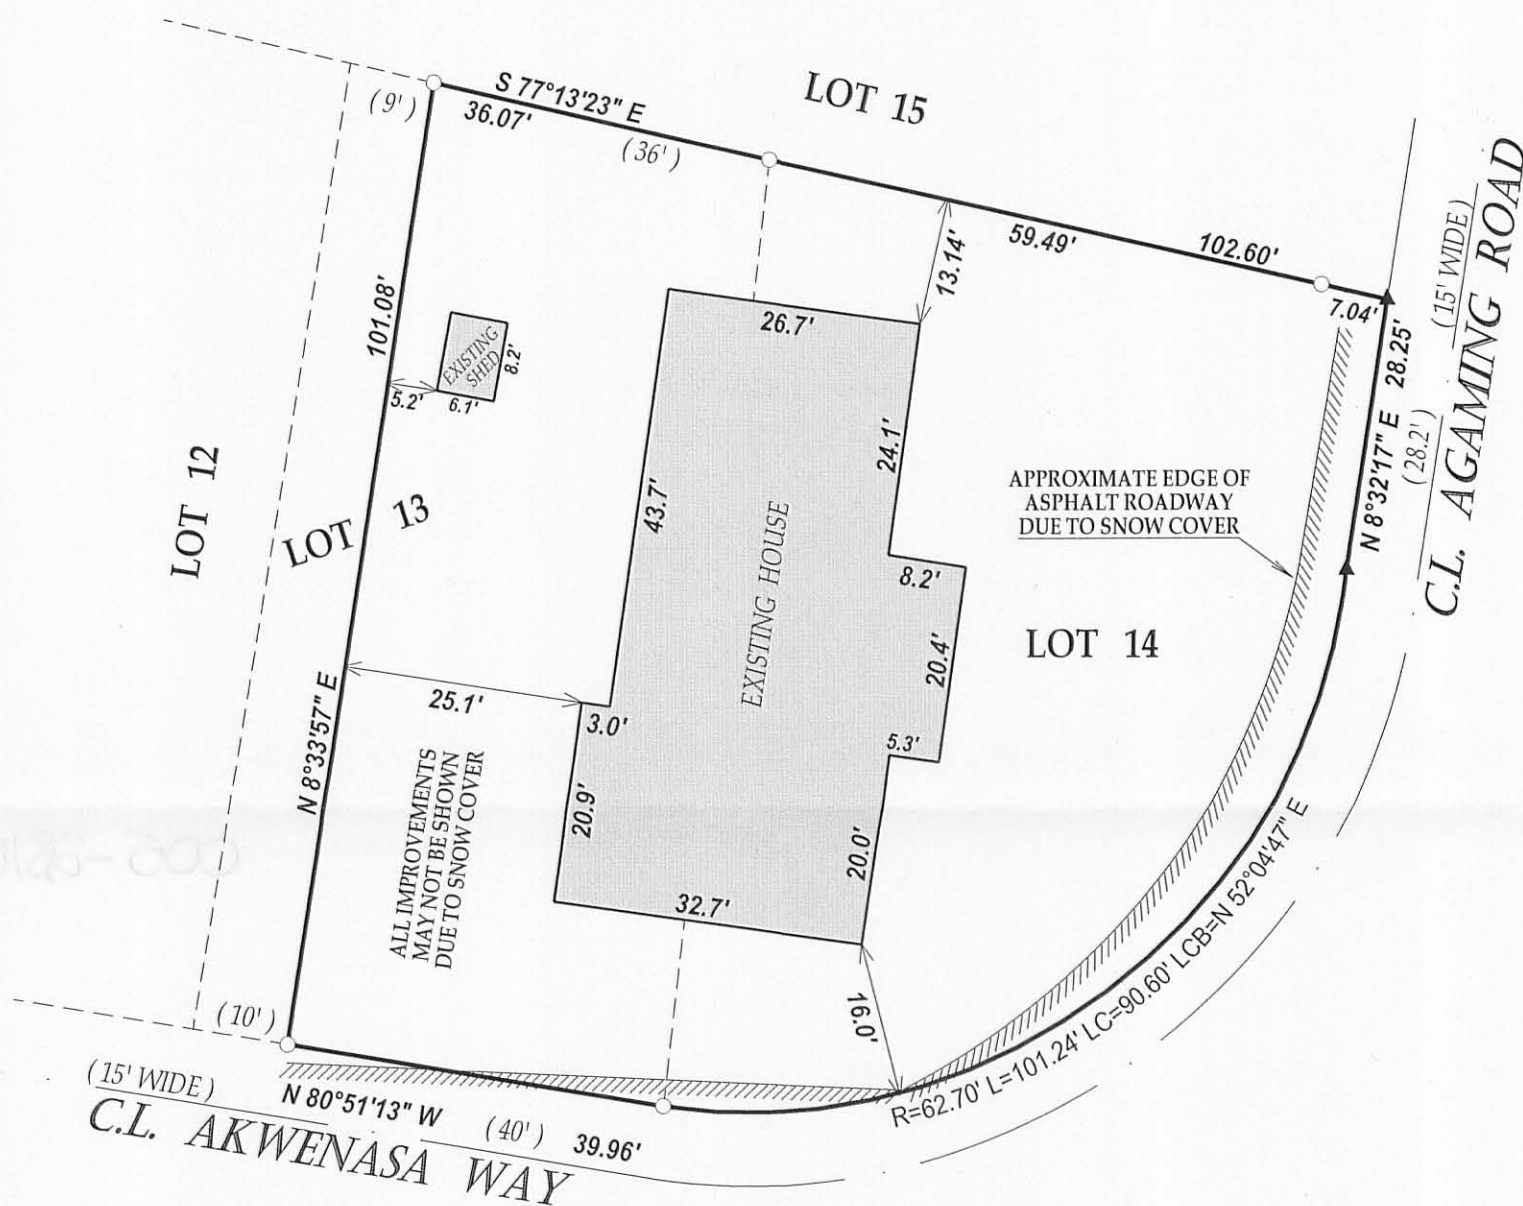 LOT 15
S 77°13'23" E
(9')
36.07'
(36')
59.49'
102.60'
7.04'
13.14'
(15' WIDE)
C.L. AGAMING ROAD
N 8°32'17" E 28.25'
(28.2')
101.08'
EXISTING
SHED
8.2'
5.2'
6.1'
26.7'
24.1'
43.7'
EXISTING HOUSE
8.2'
20.4'
5.3'
20.0'
APPROXIMATE EDGE OF
ASPHALT ROADWAY
DUE TO SNOW COVER
LOT 12
LOT 13
LOT 14
25.1'
3.0'
20.9'
32.7'
16.0'
N 8°33'57" E
ALL IMPROVEMENTS
MAY NOT BE SHOWN
DUE TO SNOW COVER
(10')
R=62.70' L=101.24' LC=90.60' LCB=N 52°04'47" E
(15' WIDE)
N 80°51'13" W
(40')
39.96'
C.L. AKWENASA WAY